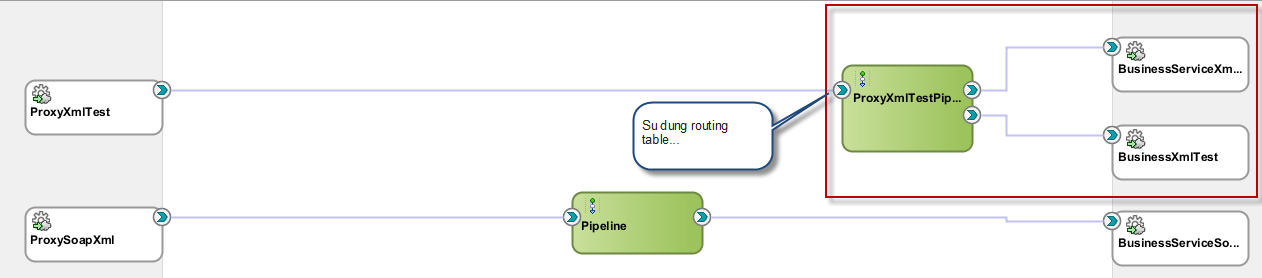 ProxyXmlTest
Su dung routing
table...
ProxyXmlTestPip...
BusinessServiceXm...
BusinessXmlTest
ProxySoapXml
Pipeline
BusinessServiceSo...